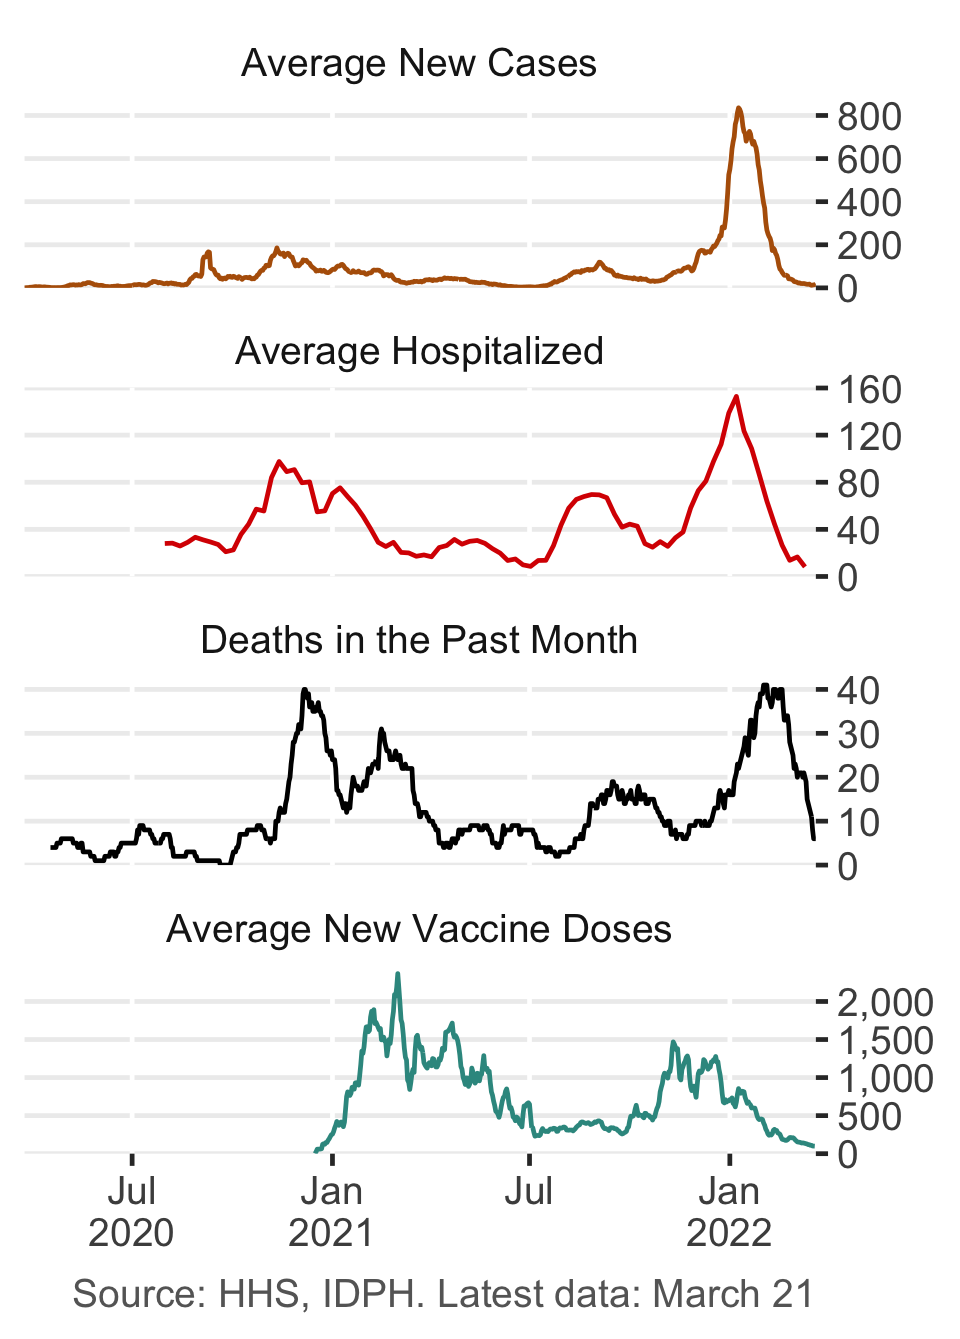 Average New Cases
800
600
400
200
0
Average Hospitalized
160
120
80
40
0
Deaths in the Past Month
40
30
20
10
0
Average New Vaccine Doses
2,000
1,500
1,000
500
0
Jul Jan Jul Jan
2020 2021 2022
Source: HHS, IDPH. Latest data: March 21